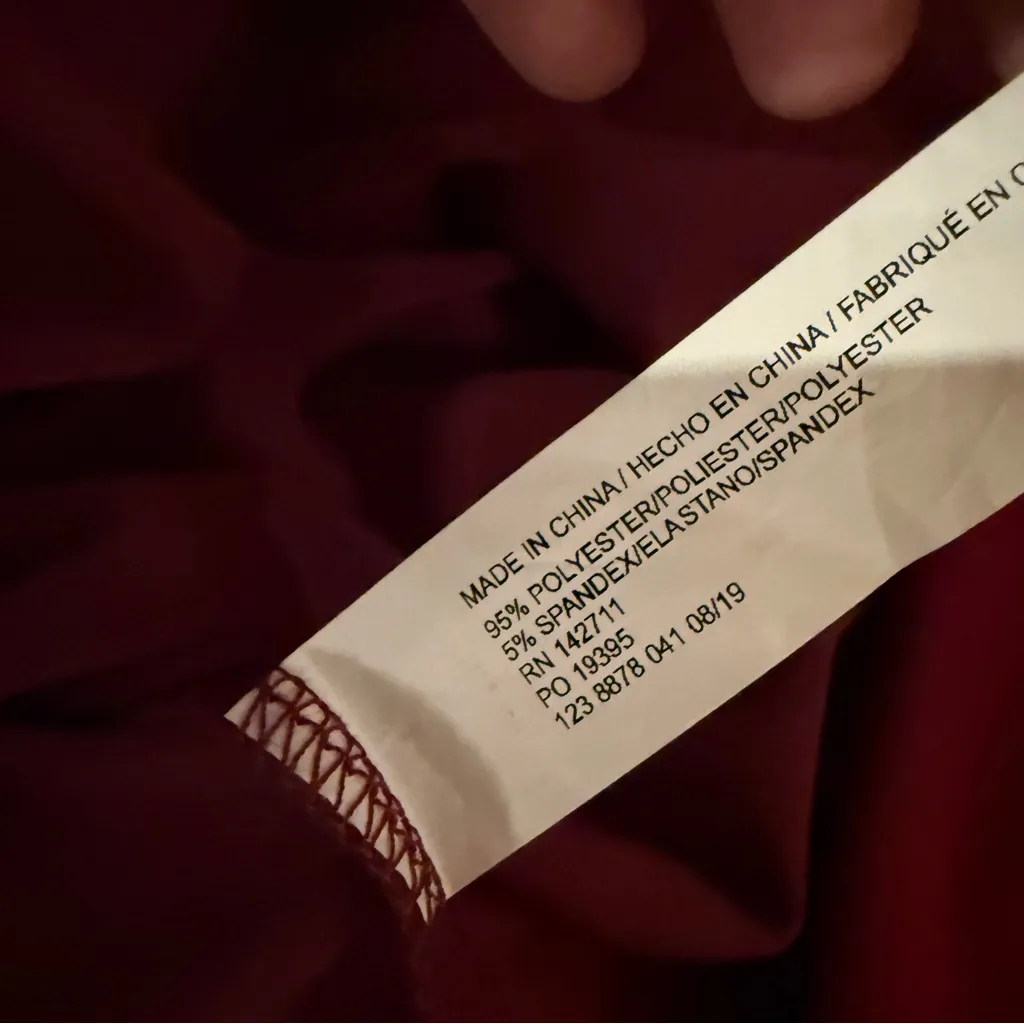 MADE IN CHINA / HECHO EN CHINA / FABRIQUÉ EN
95% POLYESTER/POLIESTER/POLYESTER
5% SPANDEX/ELASTANO/SPANDEX
RN 142711
PO 19395
123 8878 041 08/19